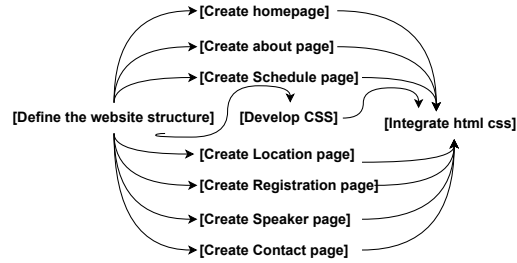 [Create homepage]
[Create about page]
[Create Schedule page]
[Define the website structure]
[Develop CSS]
[Integrate html css]
[Create Location page]
[Create Registration page]
[Create Speaker page]
[Create Contact page]